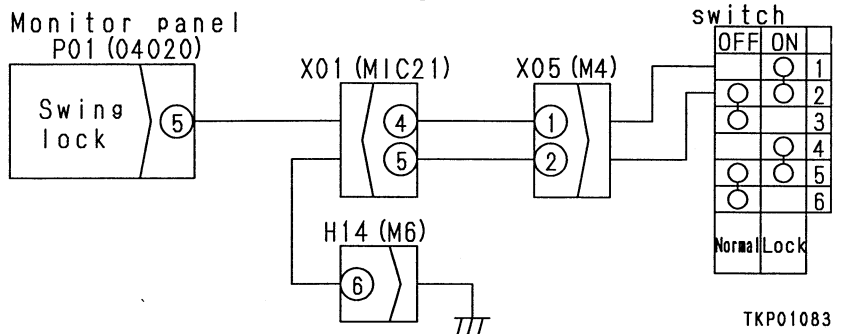 switch
Monitor panel
P01 (04020)
OFF ON
X01 (MIC21)
X05 (M4)
Swing
lock
5
4
5
1
2
1
2
3
4
5
6
H14 (M6)
6
Normal Lock
TKP01083